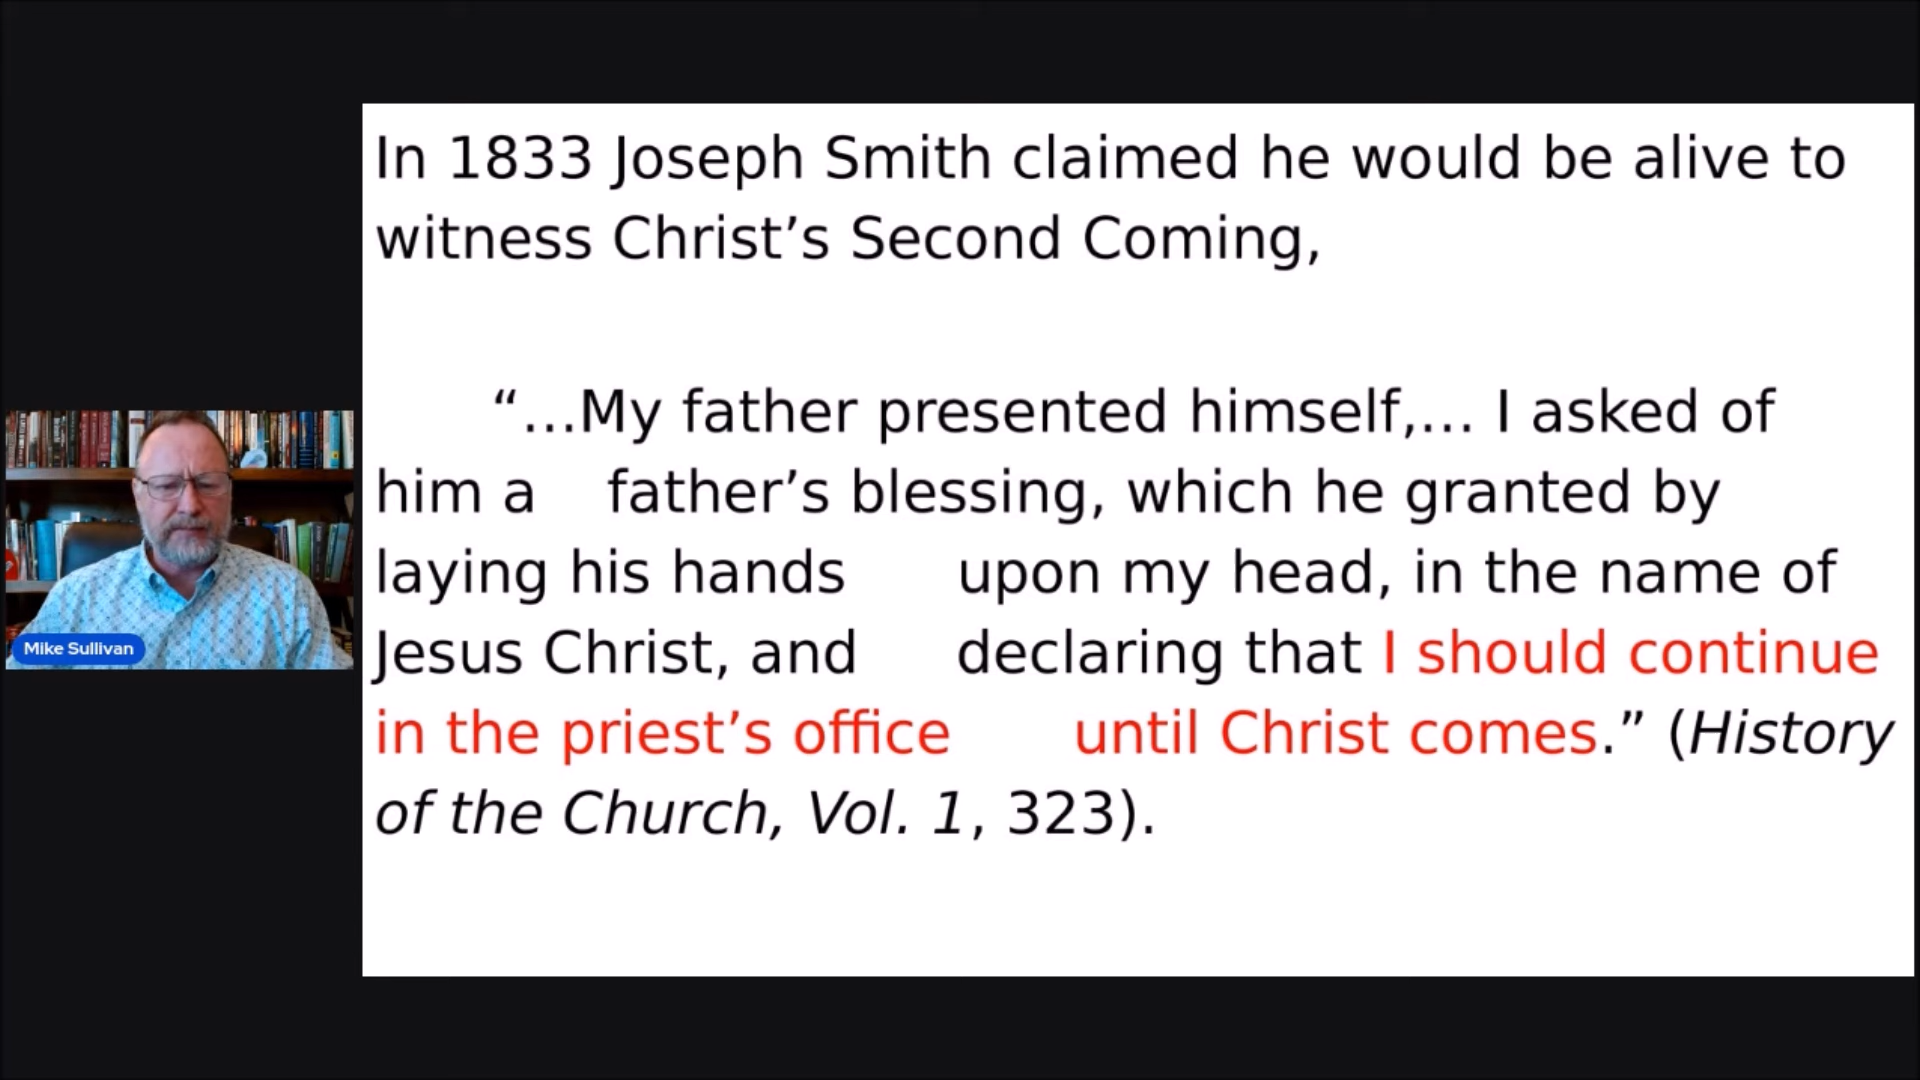 In 1833 Joseph Smith claimed he would be alive to
witness Christ’s Second Coming,
“…My father presented himself,… I asked of
him a father’s blessing, which he granted by
laying his hands upon my head, in the name of
Jesus Christ, and declaring that I should continue
in the priest’s office until Christ comes.” (History
of the Church, Vol. 1, 323).
Mike Sullivan